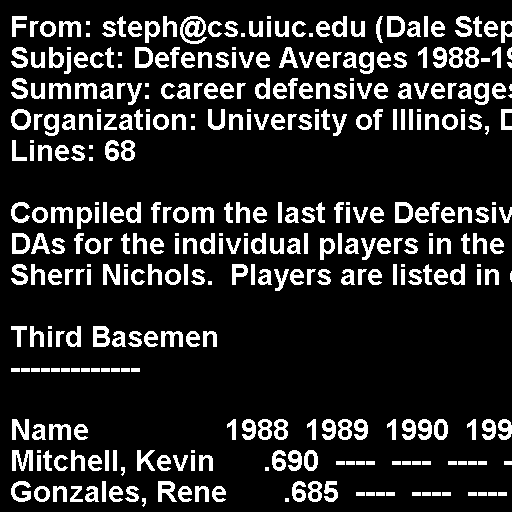 From: steph@cs.uiuc.edu (Dale Step
Subject: Defensive Averages 1988-19
Summary: career defensive averages
Organization: University of Illinois, D
Lines: 68
Compiled from the last five Defensiv
DAs for the individual players in the
Sherri Nichols.  Players are listed in
Third Basemen
-------------
Name 1988 1989 1990 199
Mitchell, Kevin .690 ---- ---- ---- -
Gonzales, Rene .685 ---- ---- ----